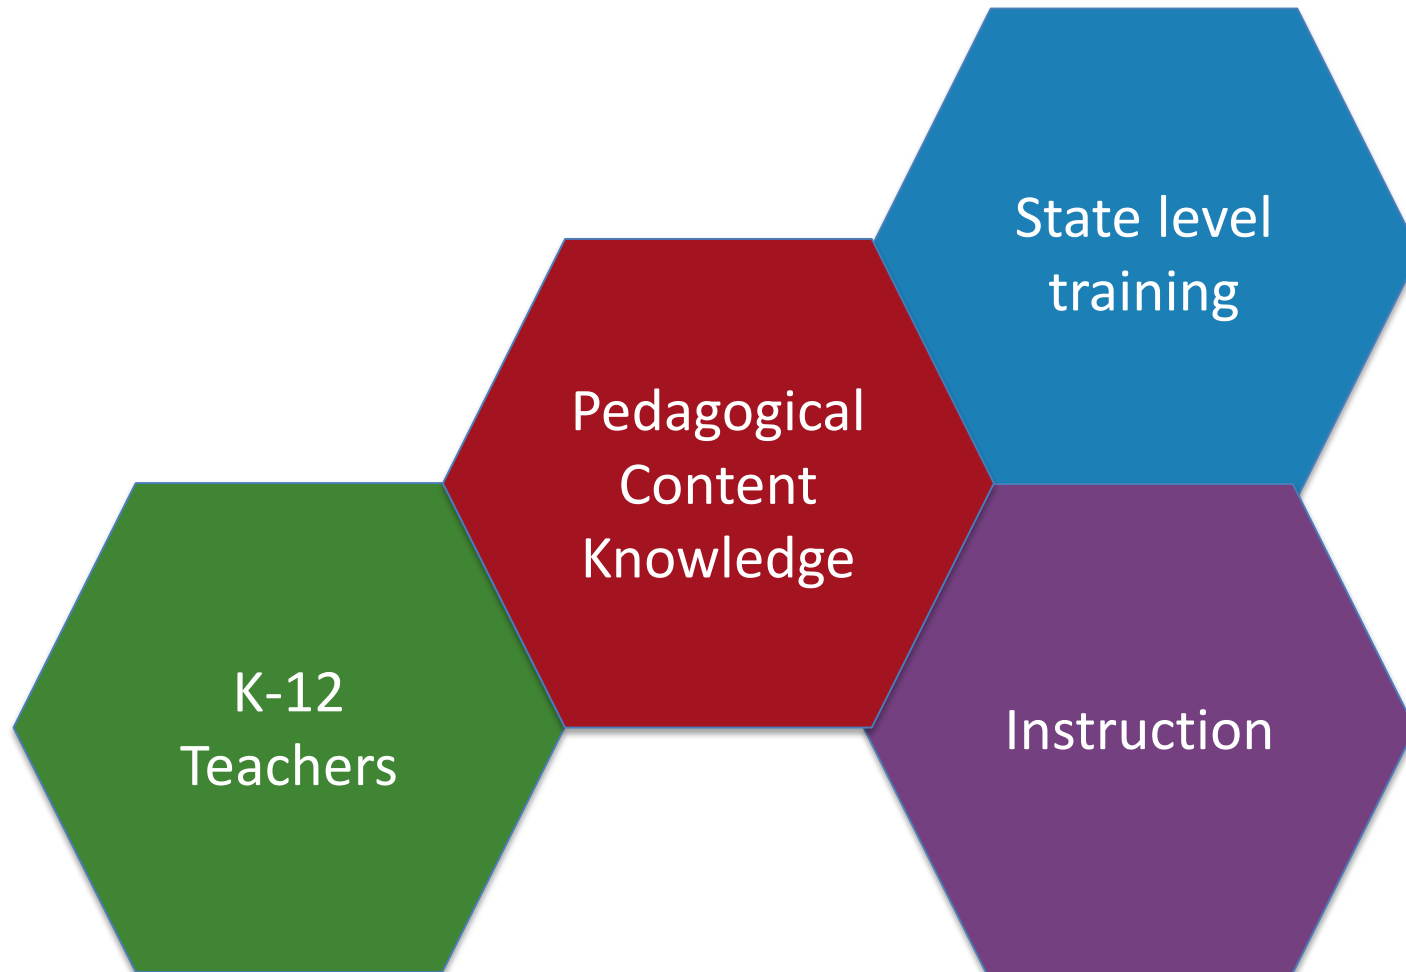 State level
training
Pedagogical
Content
Knowledge
K-12
Teachers
Instruction